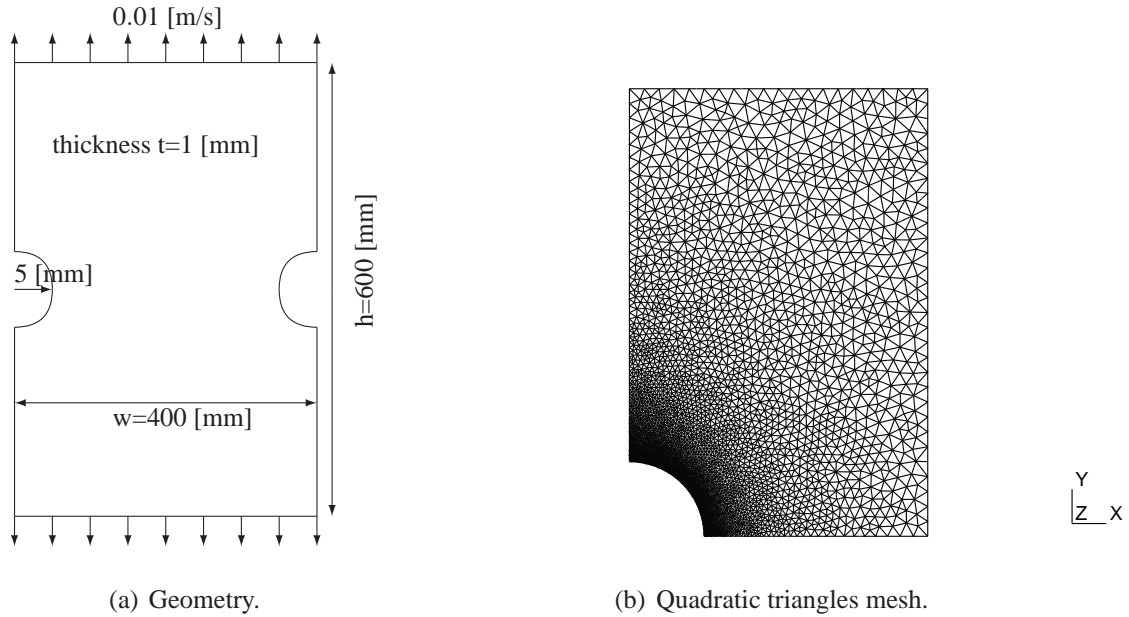 0.01 [m/s]
thickness t=1 [mm]
5 [mm]
h=600 [mm]
w=400 [mm]
Y
Z X
(a) Geometry.
(b) Quadratic triangles mesh.